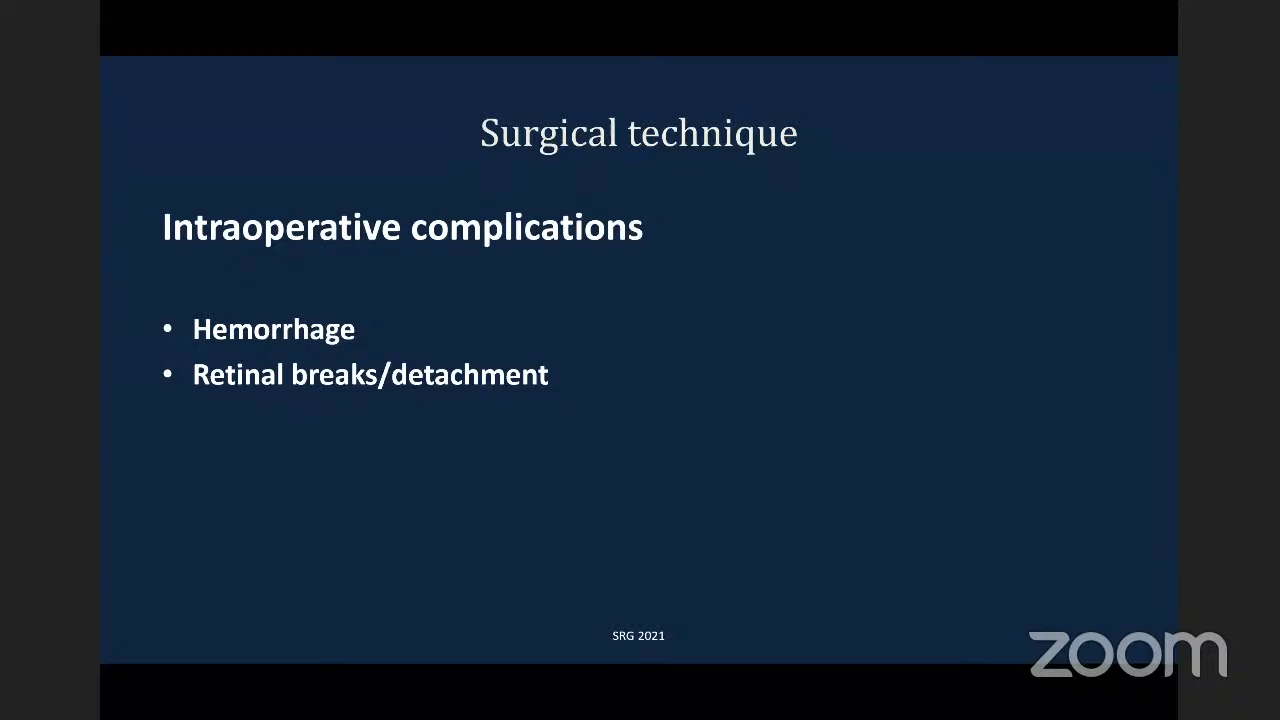 Surgical technique
Intraoperative complications
• Hemorrhage
• Retinal breaks/detachment
SRG 2021
zoom